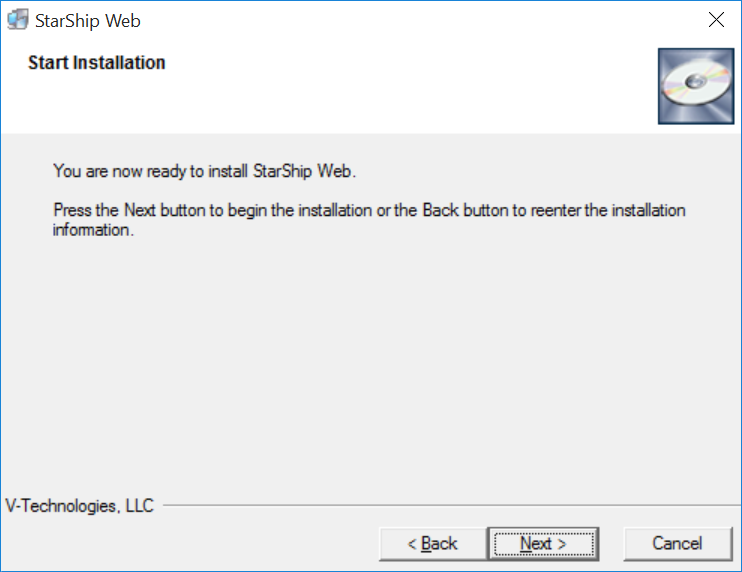 StarShip Web
Start Installation
You are now ready to install StarShip Web.
Press the Next button to begin the installation or the Back button to reenter the installation
information.
V-Technologies, LLC
< Back
Next >
Cancel